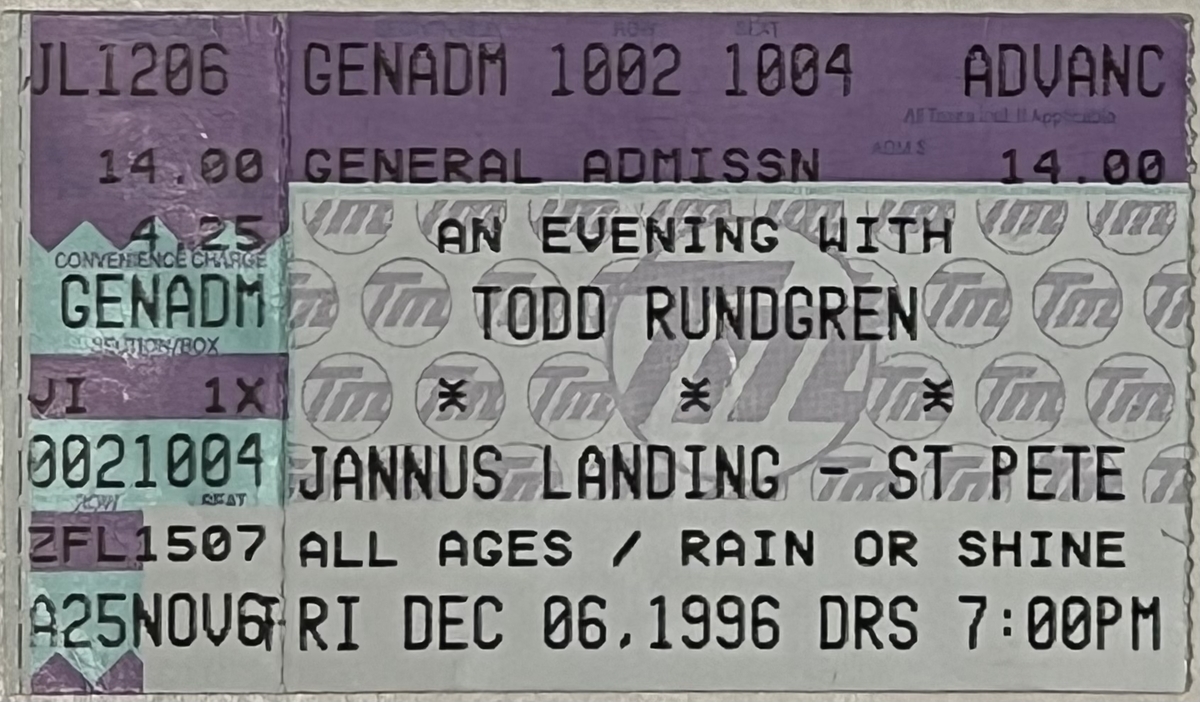 JL1206 GENADM 1002 1004 ADVANC
All Taxes Incl. If Applicable
14.00 GENERAL ADMISSN 14.00
4.25 AN EVENING WITH
CONVENIENCE CHARGE
GENADM TODD RUNDGREN
SECTION/BOX
JI 1X * * *
0021004 JANNUS LANDING - ST PETE
ROW SEAT
ZFL1507 ALL AGES / RAIN OR SHINE
A25NOV6 FRI DEC 06,1996 DRS 7:00PM